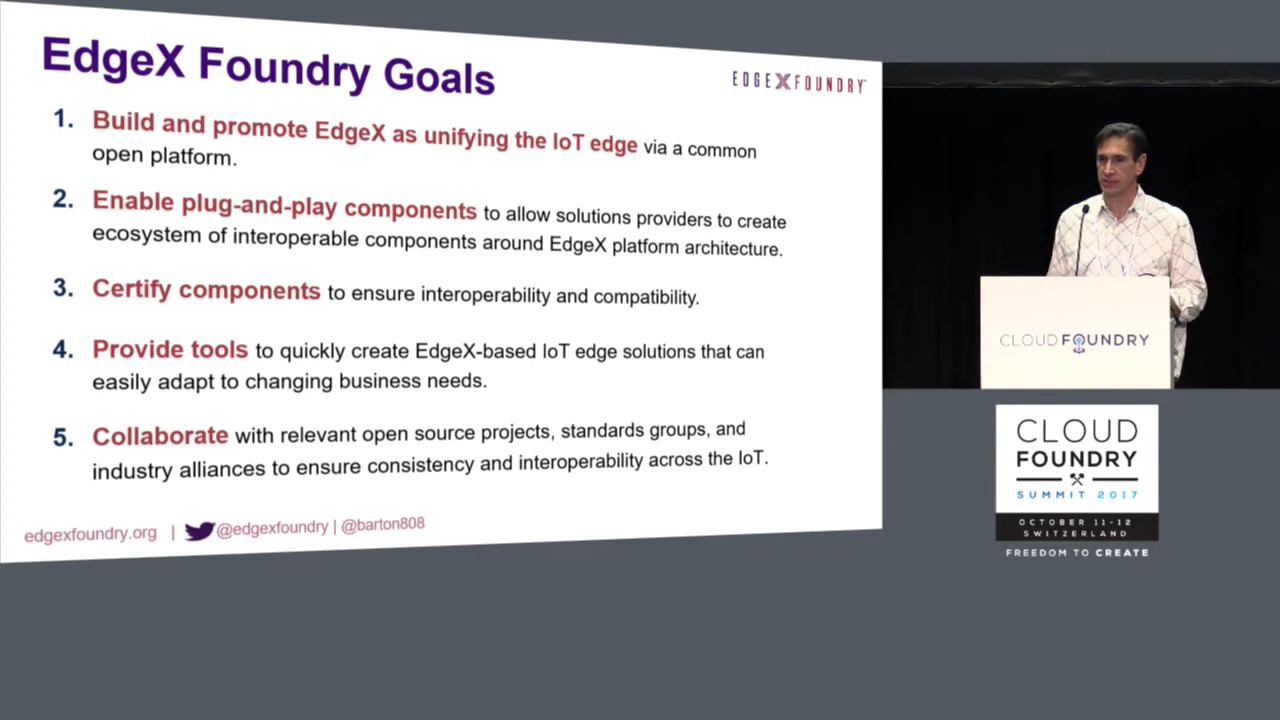 EdgeX Foundry Goals
EDGEXFOUNDRY™
1. Build and promote EdgeX as unifying the IoT edge via a common
open platform.
2. Enable plug-and-play components to allow solutions providers to create
ecosystem of interoperable components around EdgeX platform architecture.
3. Certify components to ensure interoperability and compatibility.
4. Provide tools to quickly create EdgeX-based IoT edge solutions that can
easily adapt to changing business needs.
5. Collaborate with relevant open source projects, standards groups, and
industry alliances to ensure consistency and interoperability across the IoT.
edgexfoundry.org | @edgexfoundry | @barton808
CLOUD FOUNDRY
CLOUD
FOUNDRY
SUMMIT 2017
OCTOBER 11-12
SWITZERLAND
FREEDOM TO CREATE